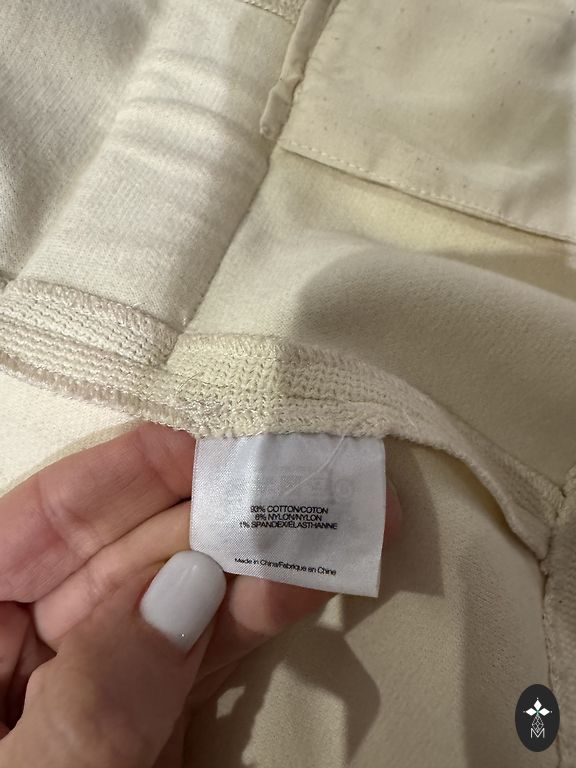 93% COTTON/COTON
6% NYLON/NYLON
1% SPANDEX/ELASTHANNE
Made in China/Fabriqué en Chine